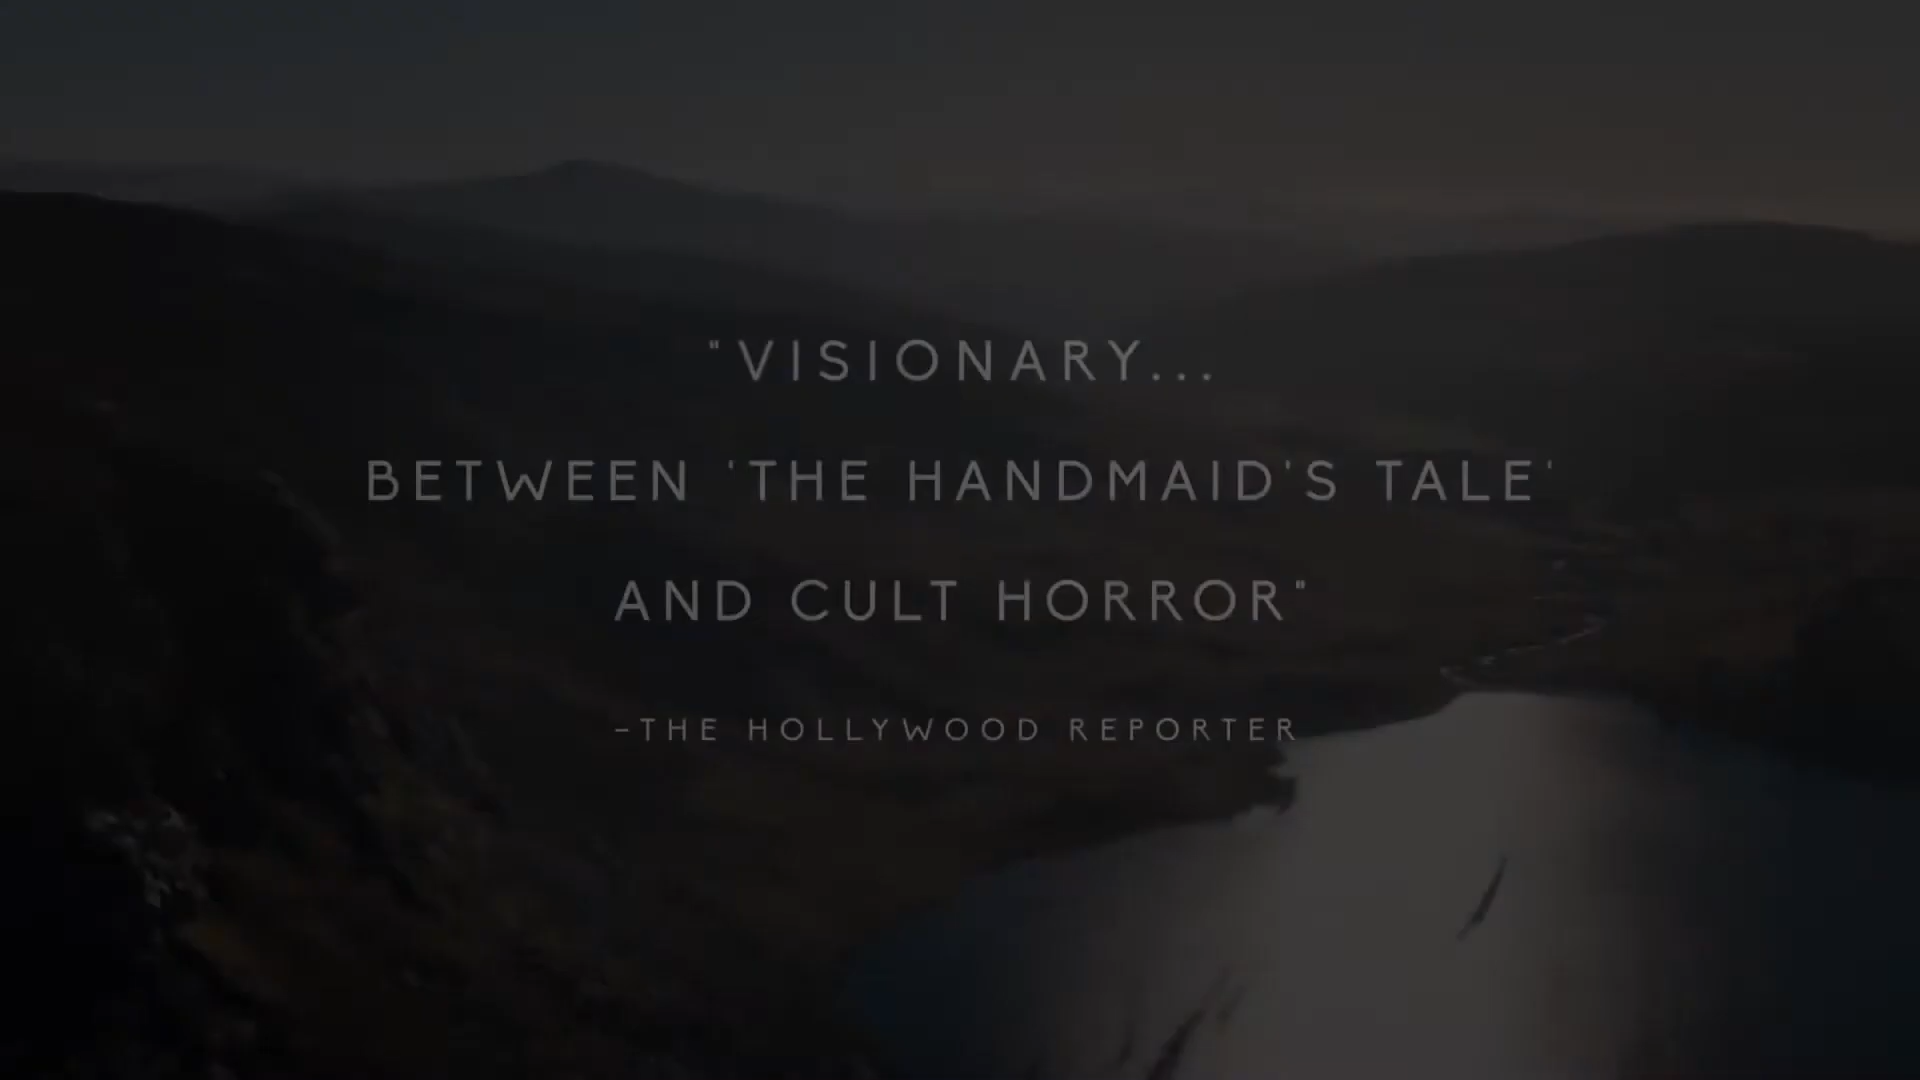 "VISIONARY...
BETWEEN 'THE HANDMAID'S TALE'
AND CULT HORROR"
-THE HOLLYWOOD REPORTER